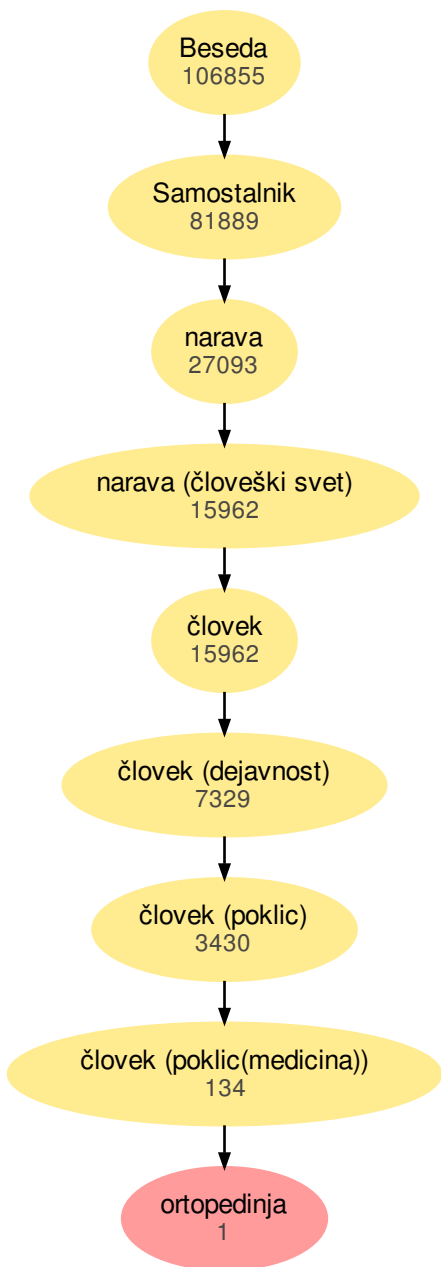 Beseda
106855
Samostalnik
81889
narava
27093
narava (človeški svet)
15962
človek
15962
človek (dejavnost)
7329
človek (poklic)
3430
človek (poklic(medicina))
134
ortopedinja
1